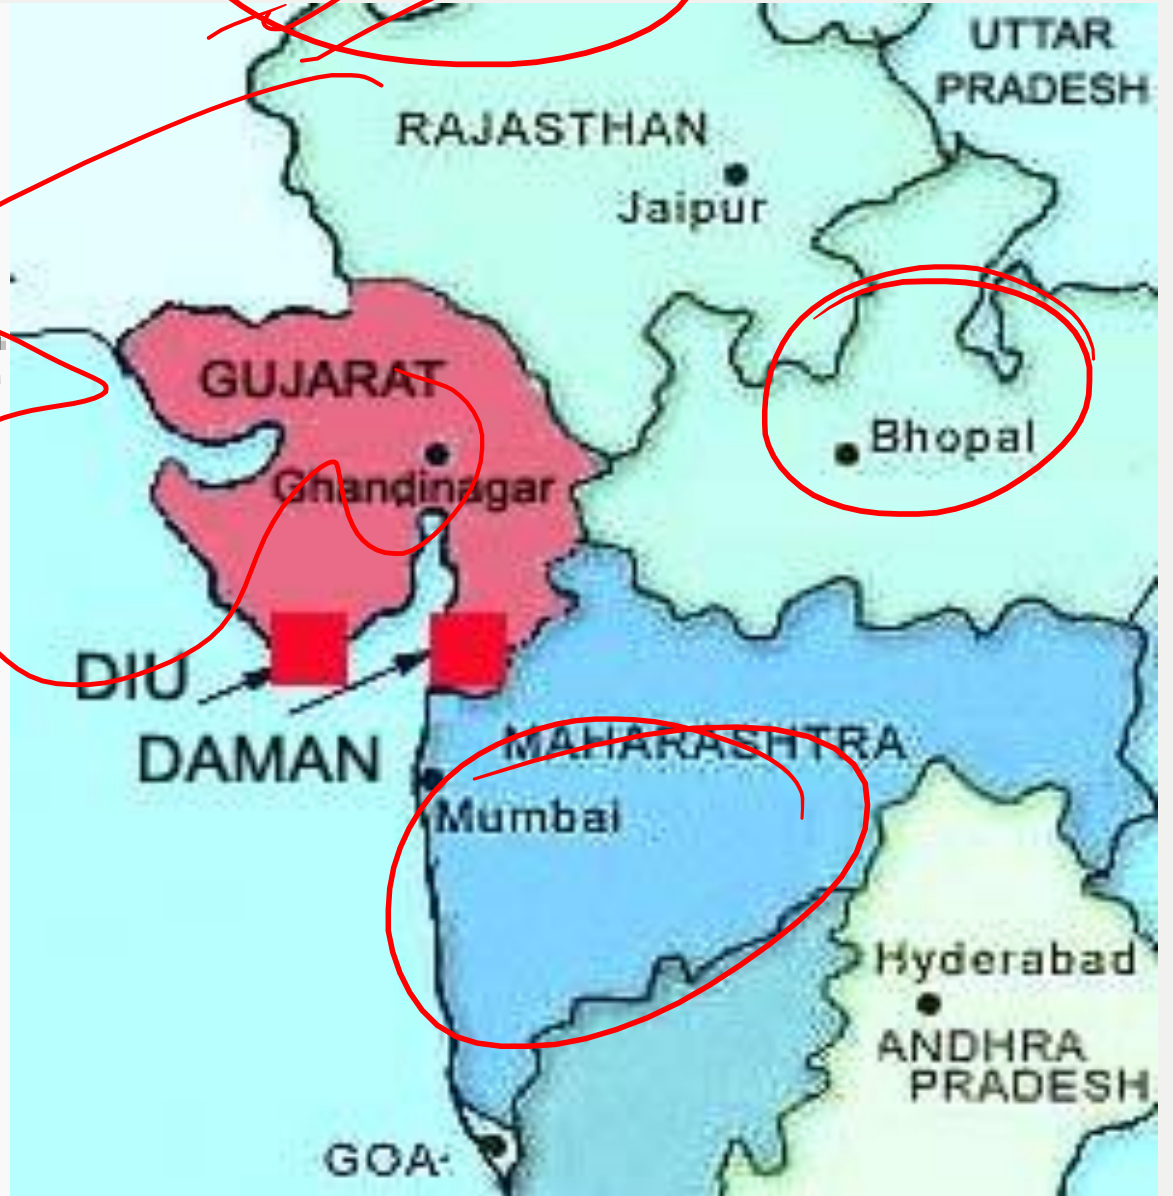 UTTAR
PRADESH
RAJASTHAN
Jaipur
GUJARAT
Bhopal
Ghandinagar
DIU
DAMAN
MAHARASHTRA
Mumbai
Hyderabad
ANDHRA
PRADESH
GOA